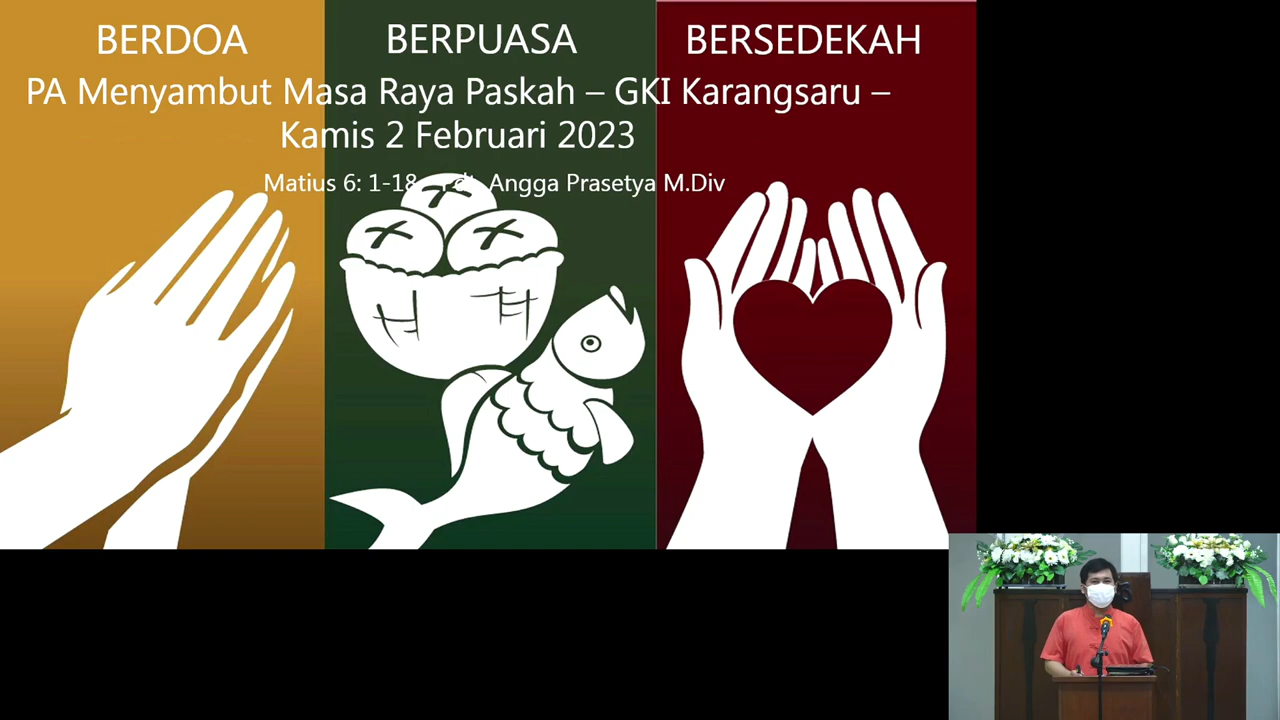 BERDOA
BERPUASA
BERSEDEKAH
PA Menyambut Masa Raya Paskah – GKI Karangsaru –
Kamis 2 Februari 2023
Matius 6: 1-18 Angga Prasetya M.Div